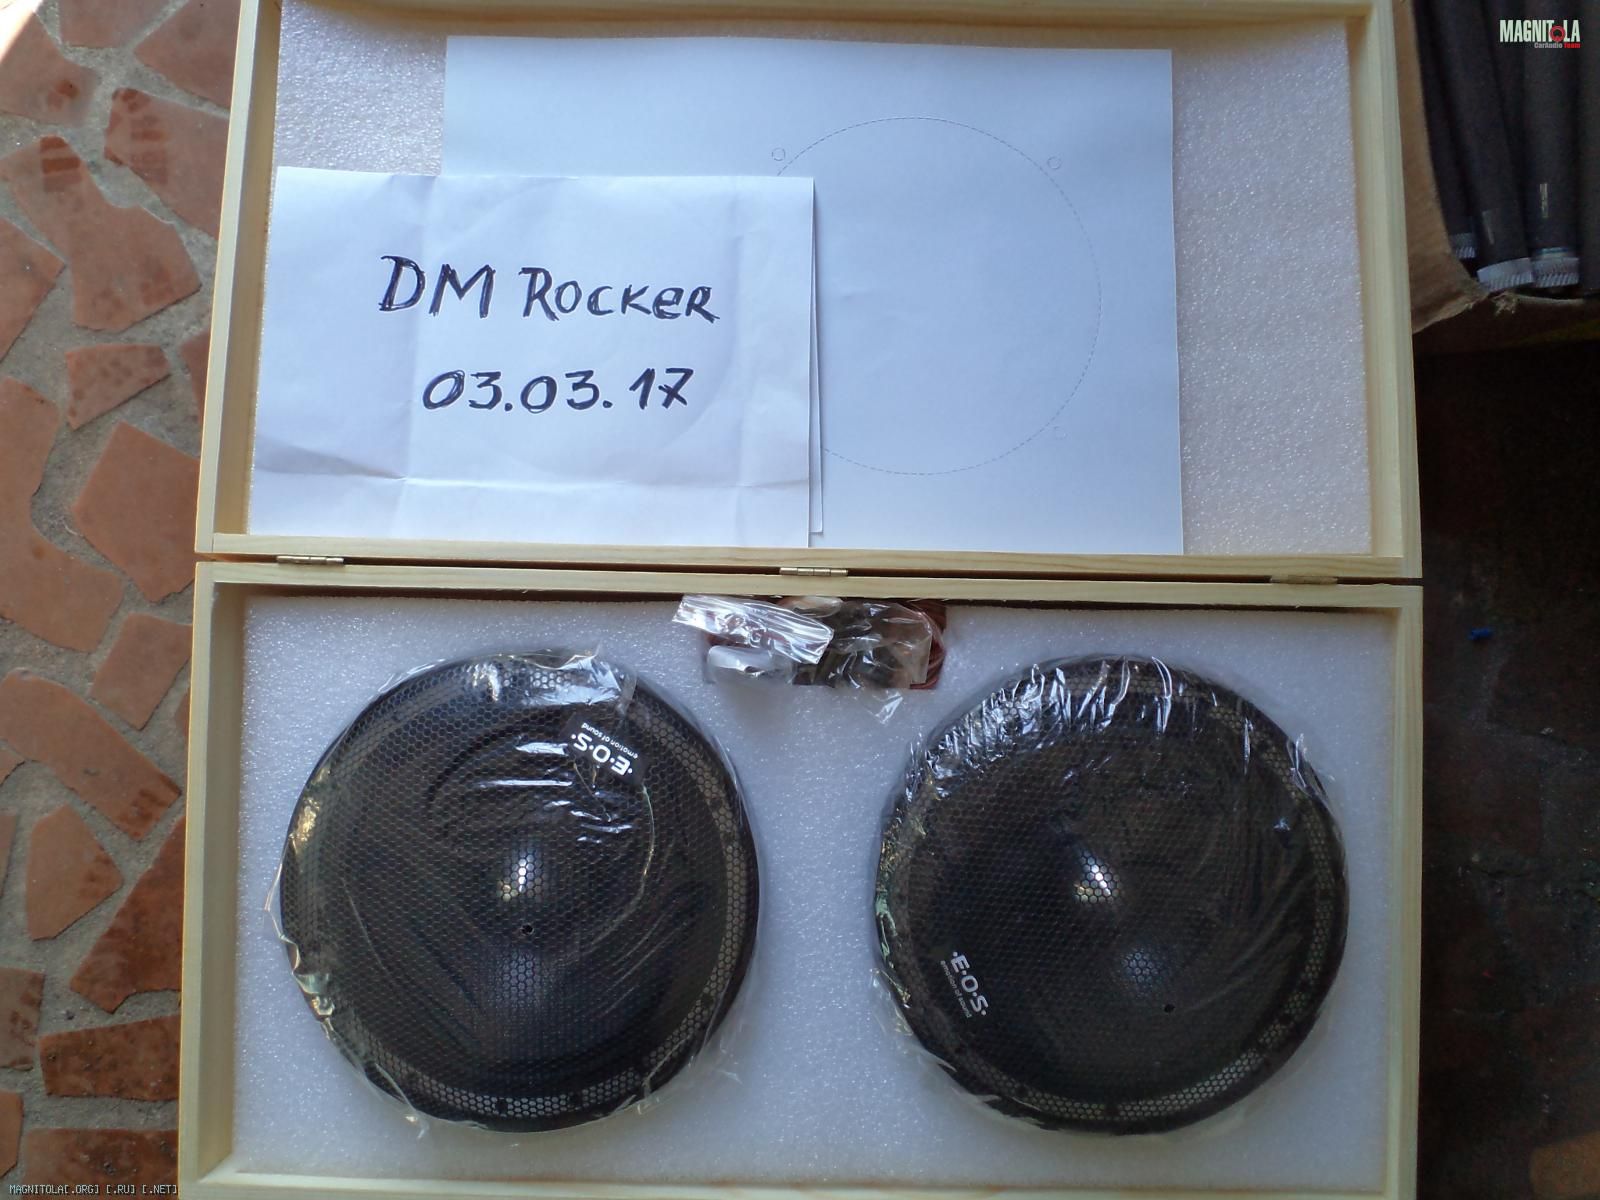 MAGNITOLA
CarAudio Team
DM ROCKER
03.03.17
·E·O·S·
emotion of sound
·E·O·S·
emotion of sound
MAGNITOLA[.ORG] [.RU] [.NET]